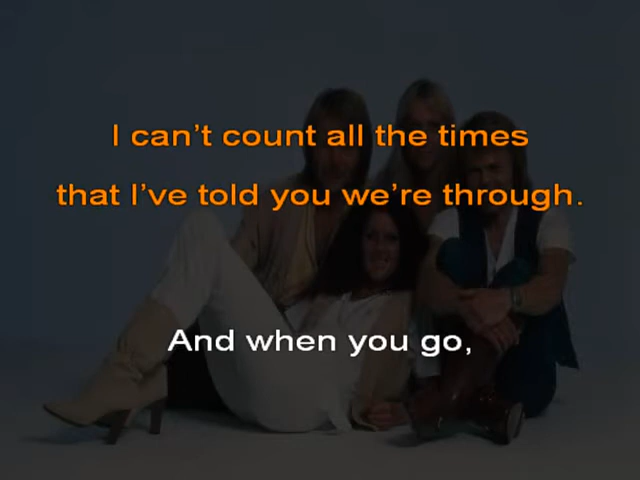 I can’t count all the times
that I’ve told you we’re through.
And when you go,